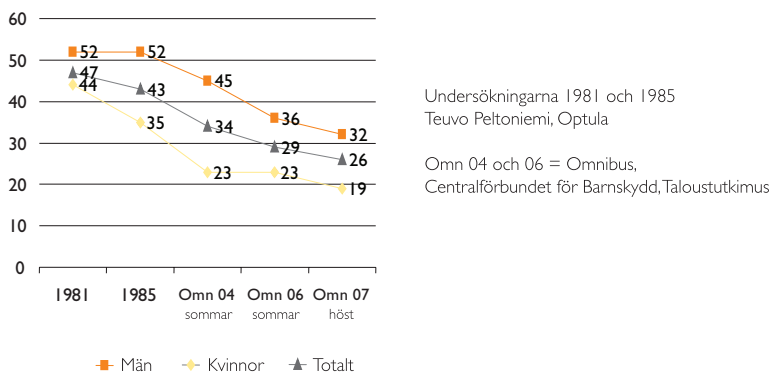 60
50
40
30
20
10
0
52
52
45
36
32
47
43
34
29
26
44
35
23
23
19
1981
1985
Omn 04
sommar
Omn 06
sommar
Omn 07
höst
Män
Kvinnor
Totalt
Undersökningarna 1981 och 1985
Teuvo Peltoniemi, Optula
Omn 04 och 06 = Omnibus,
Centralförbundet för Barnskydd, Taloustutkimus